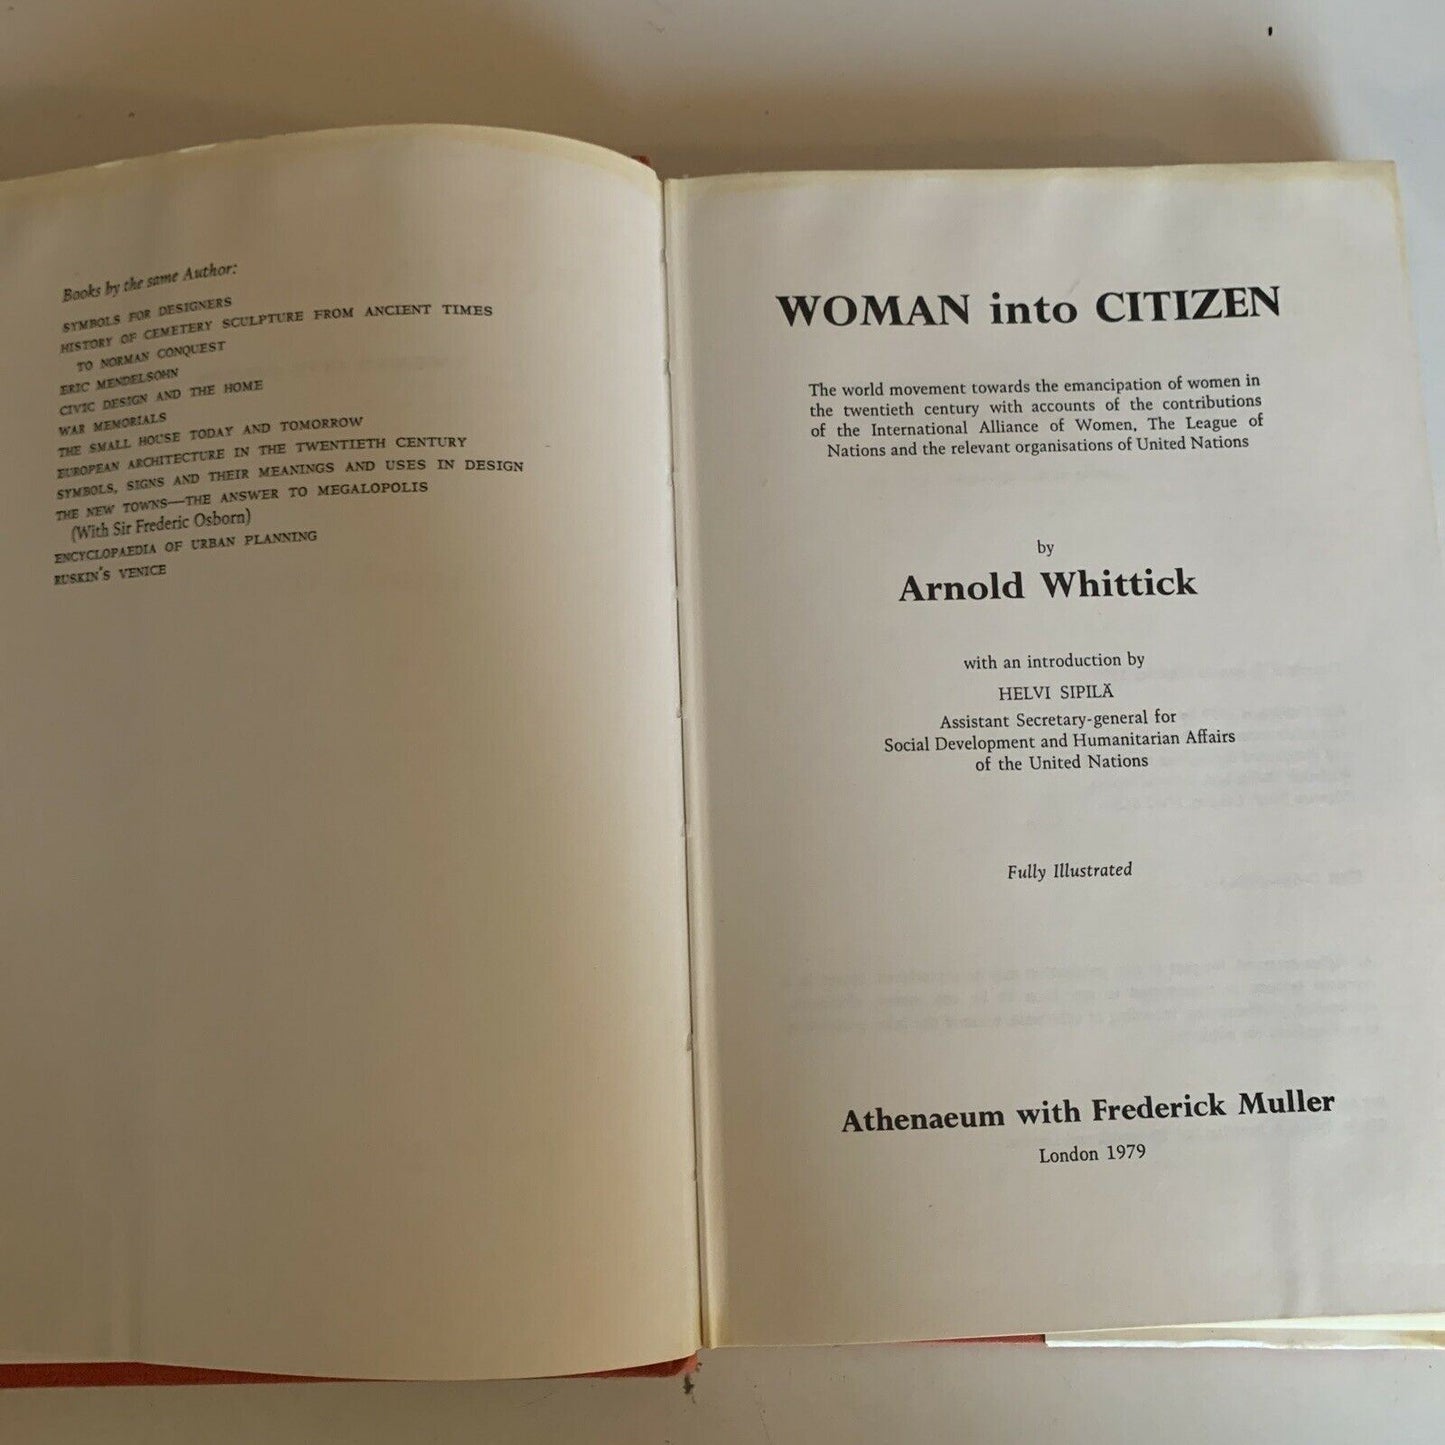 Books by the same Author:
SYMBOLS FOR DESIGNERS
HISTORY OF CEMETERY SCULPTURE FROM ANCIENT TIMES
TO NORMAN CONQUEST
ERIC MENDELSOHN
CIVIC DESIGN AND THE HOME
WAR MEMORIALS
THE SMALL HOUSE TODAY AND TOMORROW
EUROPEAN ARCHITECTURE IN THE TWENTIETH CENTURY
SYMBOLS, SIGNS AND THEIR MEANINGS AND USES IN DESIGN
THE NEW TOWNS—THE ANSWER TO MEGALOPOLIS
(With Sir Frederic Osborn)
ENCYCLOPAEDIA OF URBAN PLANNING
RUSKIN'S VENICE
WOMAN into CITIZEN
The world movement towards the emancipation of women in
the twentieth century with accounts of the contributions
of the International Alliance of Women, The League of
Nations and the relevant organisations of United Nations
by
Arnold Whittick
with an introduction by
HELVI SIPILÄ
Assistant Secretary-general for
Social Development and Humanitarian Affairs
of the United Nations
Fully Illustrated
Athenaeum with Frederick Muller
London 1979